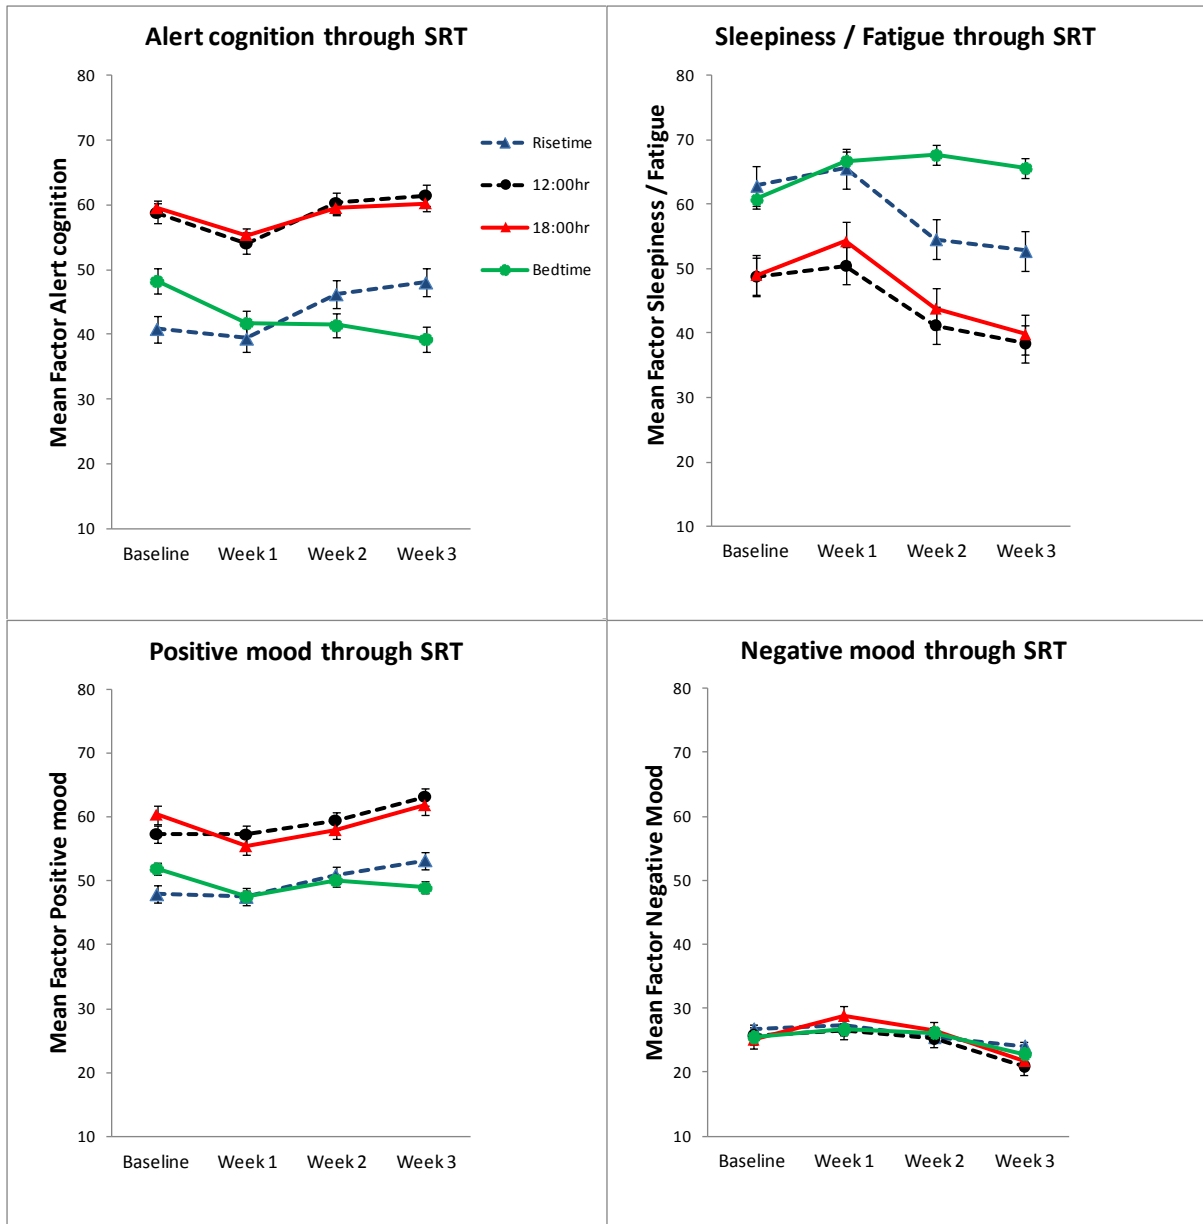 Alert cognition through SRT
Mean Factor Alert cognition
80
70
60
50
40
30
20
10
Baseline Week 1 Week 2 Week 3
Risetime
12:00hr
18:00hr
Bedtime
Sleepiness / Fatigue through SRT
Mean Factor Sleepiness / Fatigue
80
70
60
50
40
30
20
10
Baseline Week 1 Week 2 Week 3
Positive mood through SRT
Mean Factor Positive mood
80
70
60
50
40
30
20
10
Baseline Week 1 Week 2 Week 3
Negative mood through SRT
Mean Factor Negative Mood
80
70
60
50
40
30
20
10
Baseline Week 1 Week 2 Week 3